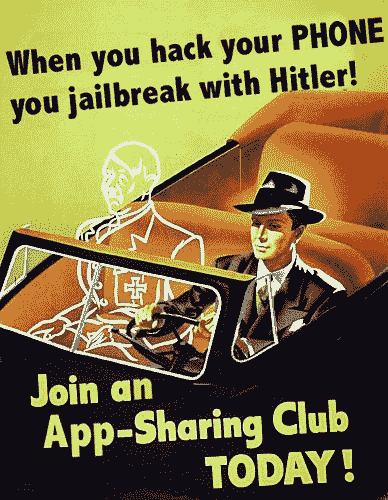 When you hack your PHONE
you jailbreak with Hitler!
Join an
App-Sharing Club
TODAY!